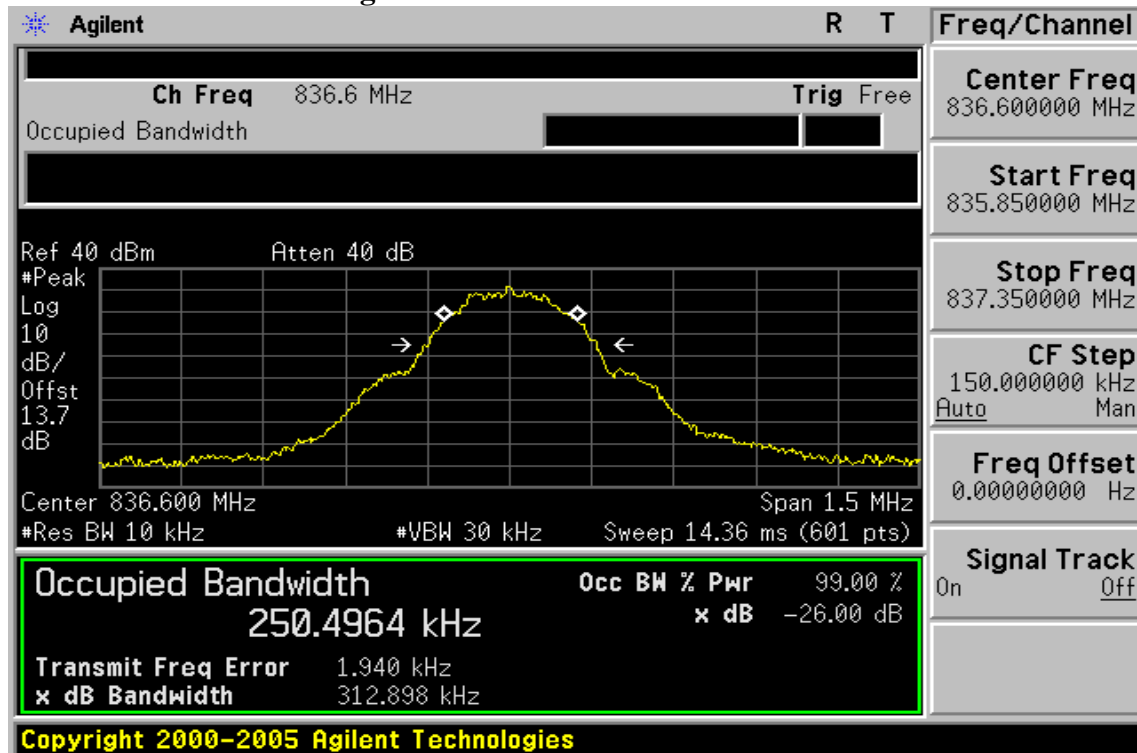 Agilent R T
Ch Freq 836.6 MHz Trig Free
Occupied Bandwidth
Ref 40 dBm Atten 40 dB
#Peak
Log
10
dB/
Offst
13.7
dB
Center 836.600 MHz Span 1.5 MHz
#Res BW 10 kHz #VBW 30 kHz Sweep 14.36 ms (601 pts)
Occupied Bandwidth Occ BW % Pwr 99.00 %
250.4964 kHz x dB -26.00 dB
Transmit Freq Error 1.940 kHz
x dB Bandwidth 312.898 kHz
Copyright 2000-2005 Agilent Technologies
Freq/Channel
Center Freq
836.600000 MHz
Start Freq
835.850000 MHz
Stop Freq
837.350000 MHz
CF Step
150.000000 kHz
Auto Man
Freq Offset
0.00000000 Hz
Signal Track
On Off